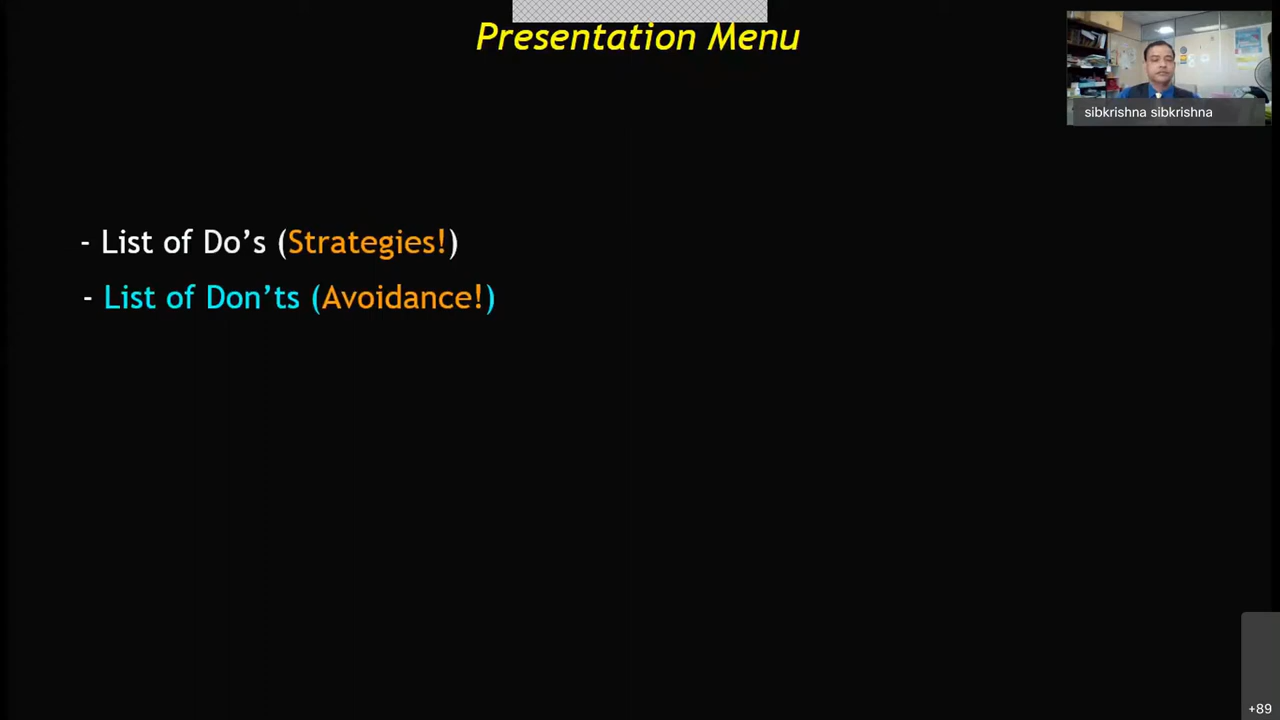 Presentation Menu
sibkrishna sibkrishna
- List of Do’s (Strategies!)
- List of Don’ts (Avoidance!)
+89